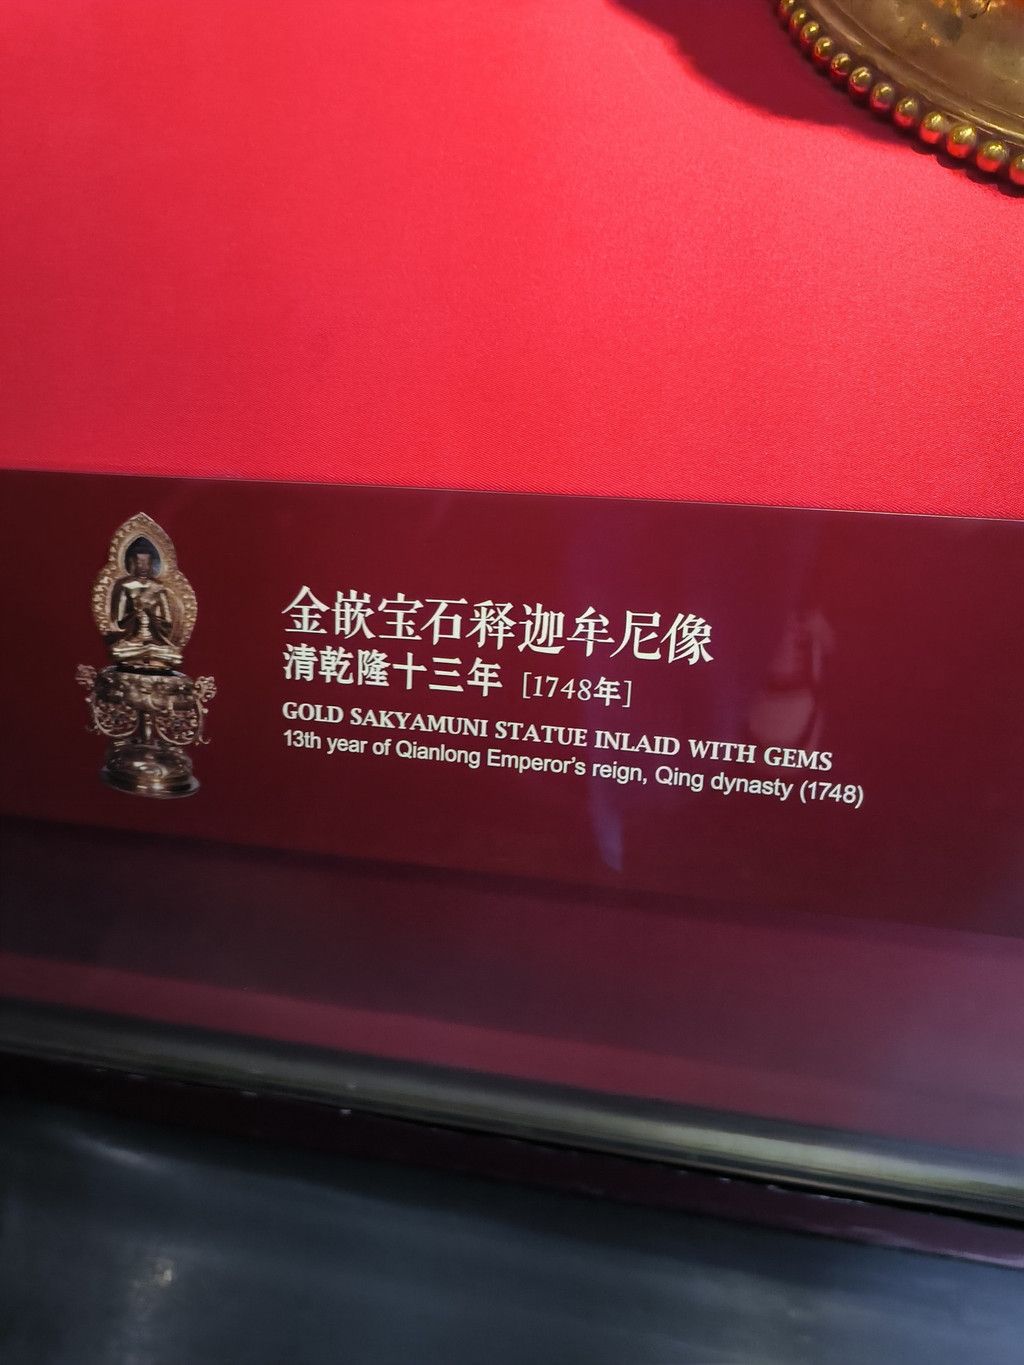 金嵌宝石释迦牟尼像
清乾隆十三年 [1748年]
GOLD SAKYAMUNI STATUE INLAID WITH GEMS
13th year of Qianlong Emperor's reign, Qing dynasty (1748)